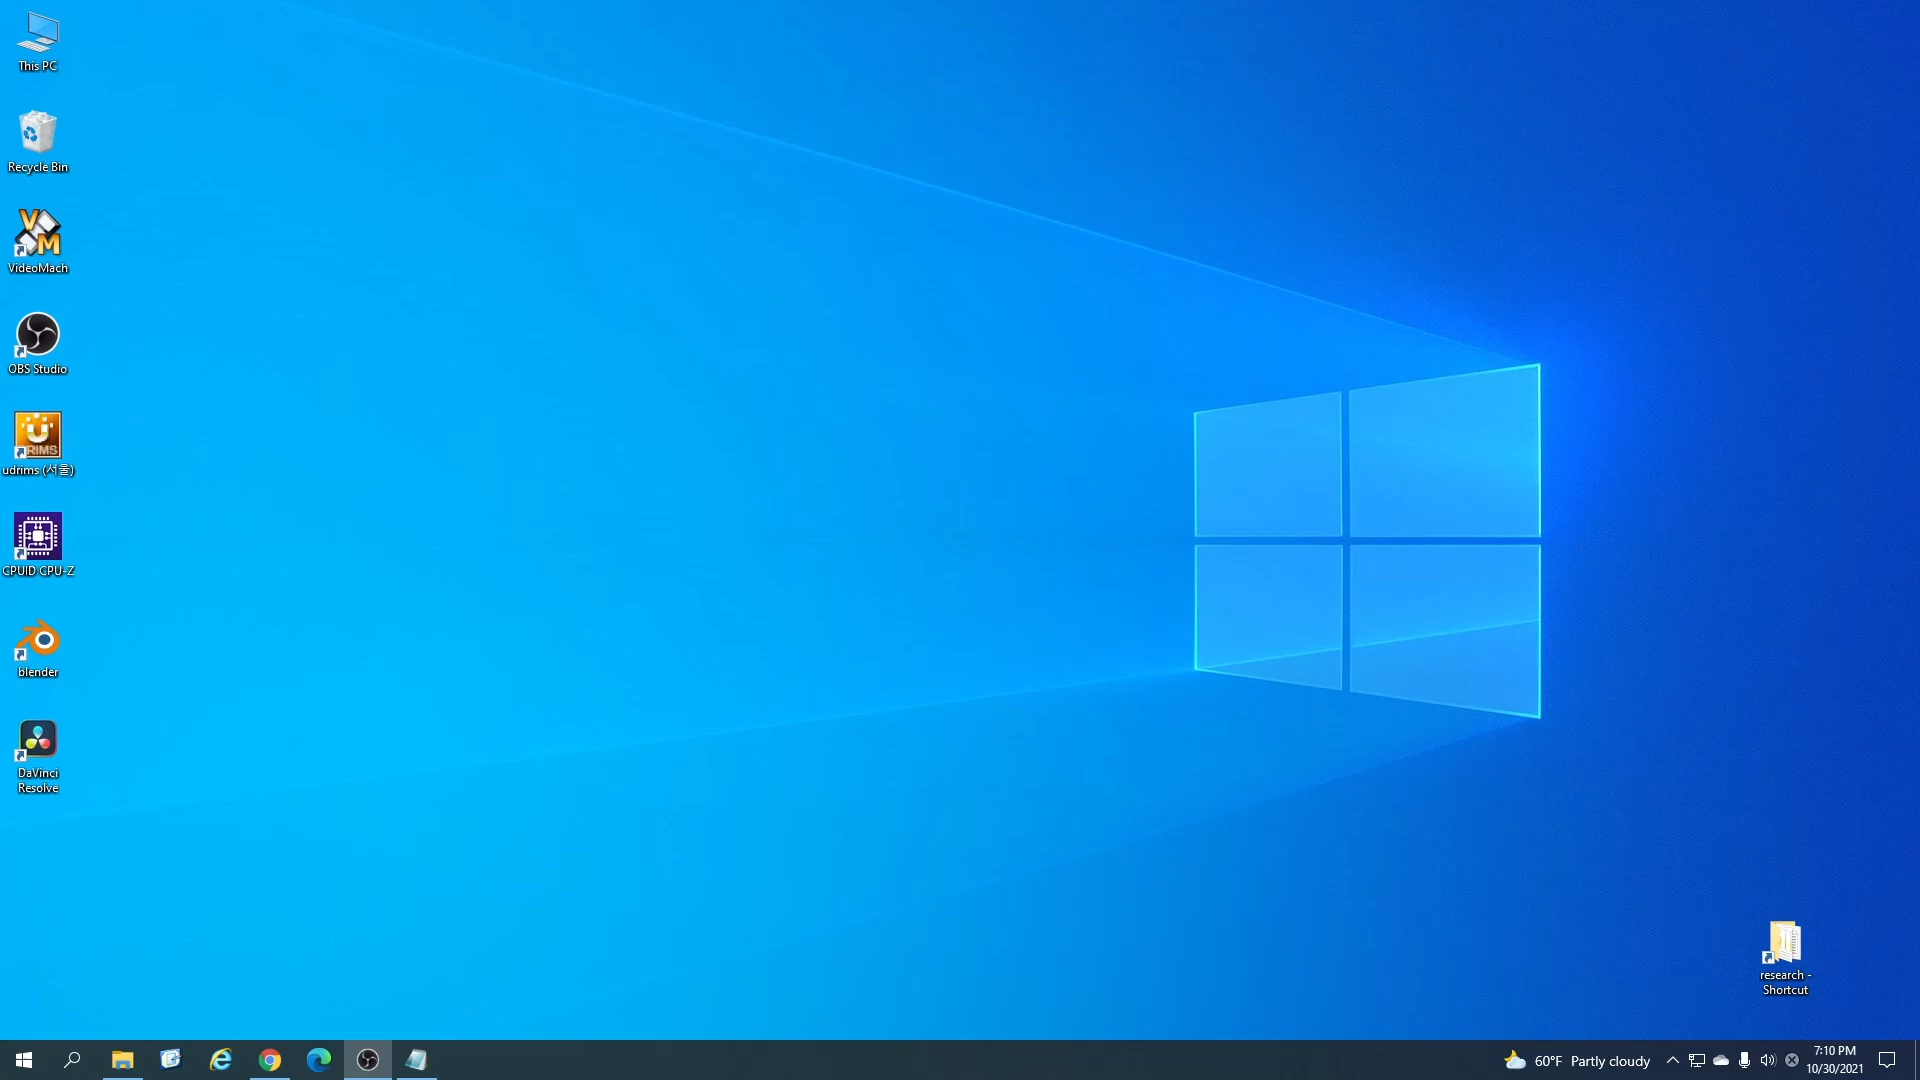 This PC
Recycle Bin
VM
VideoMach
OBS Studio
RIMS
udrims (서울)
CPUID CPU-Z
blender
DaVinci
Resolve
research -
Shortcut
60°F Partly cloudy
7:10 PM
10/30/2021